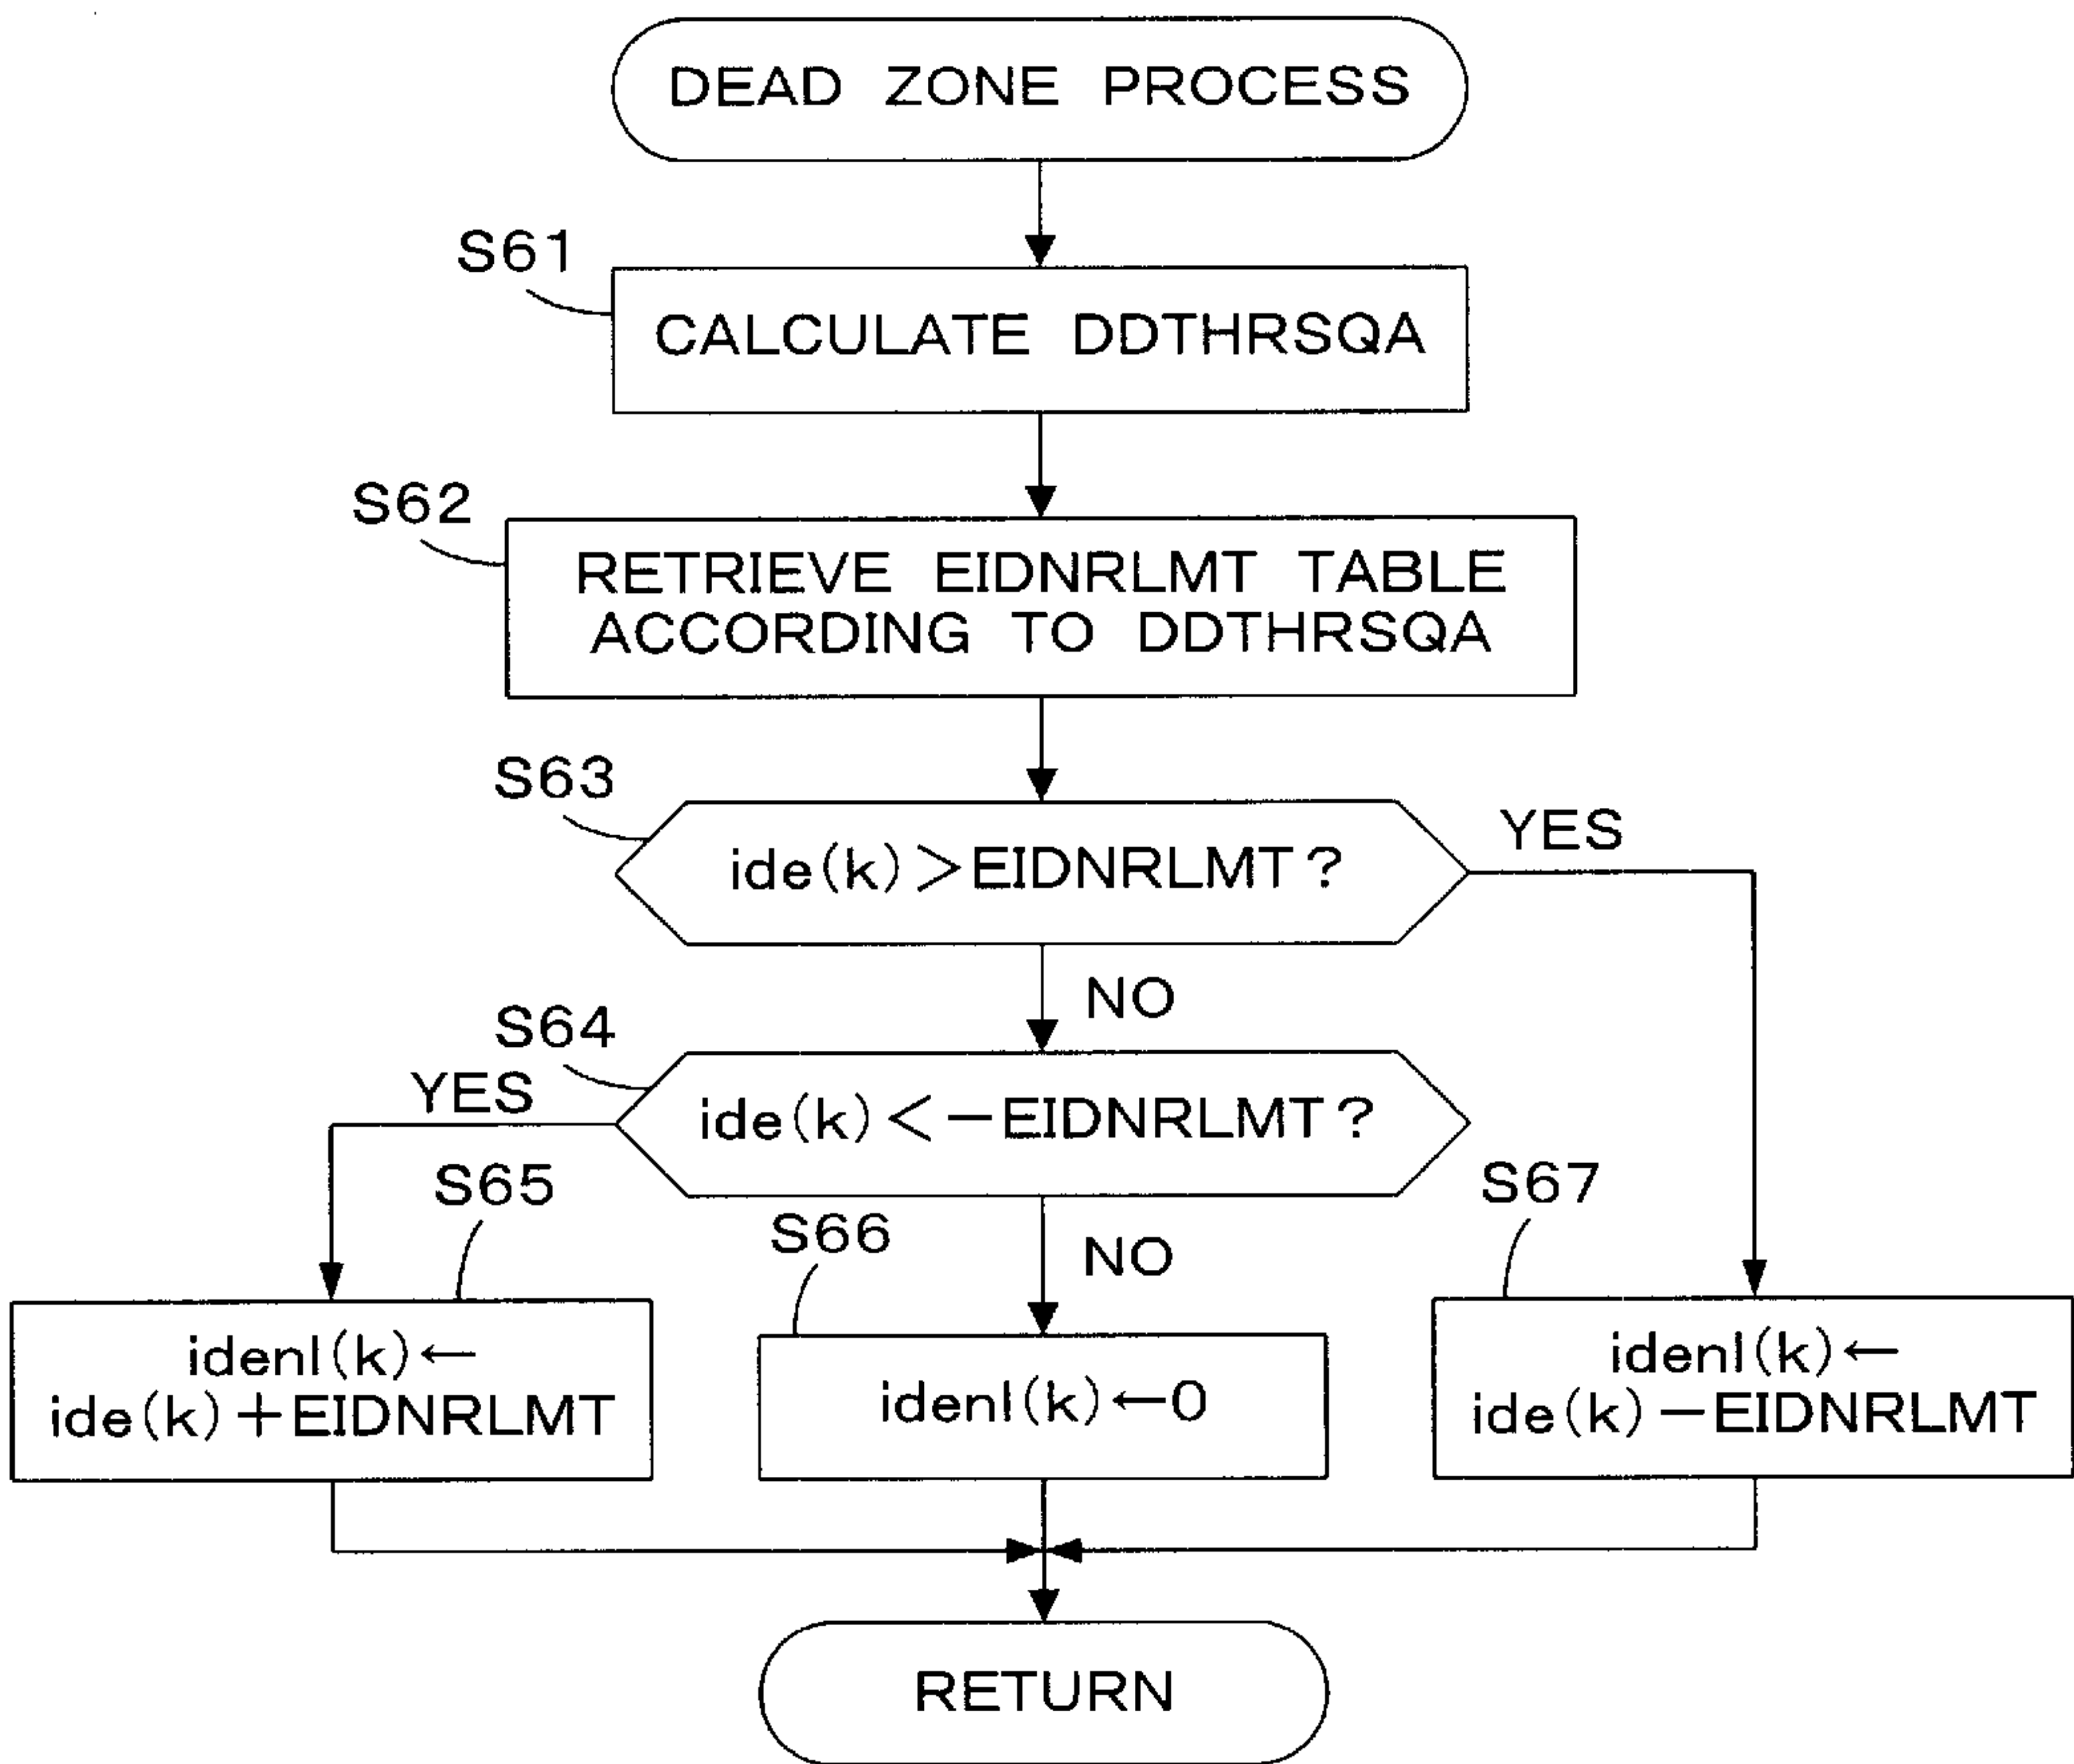 DEAD ZONE PROCESS
S61
CALCULATE DDTHRSQA
S62
RETRIEVE EIDNRLMT TABLE
ACCORDING TO DDTHRSQA
S63
ide(k)>EIDNRLMT?
YES
NO
S64
YES
ide(k)<-EIDNRLMT?
S65
S66
NO
S67
idenl(k)←
ide(k)+EIDNRLMT
idenl(k)←0
idenl(k)←
ide(k)-EIDNRLMT
RETURN